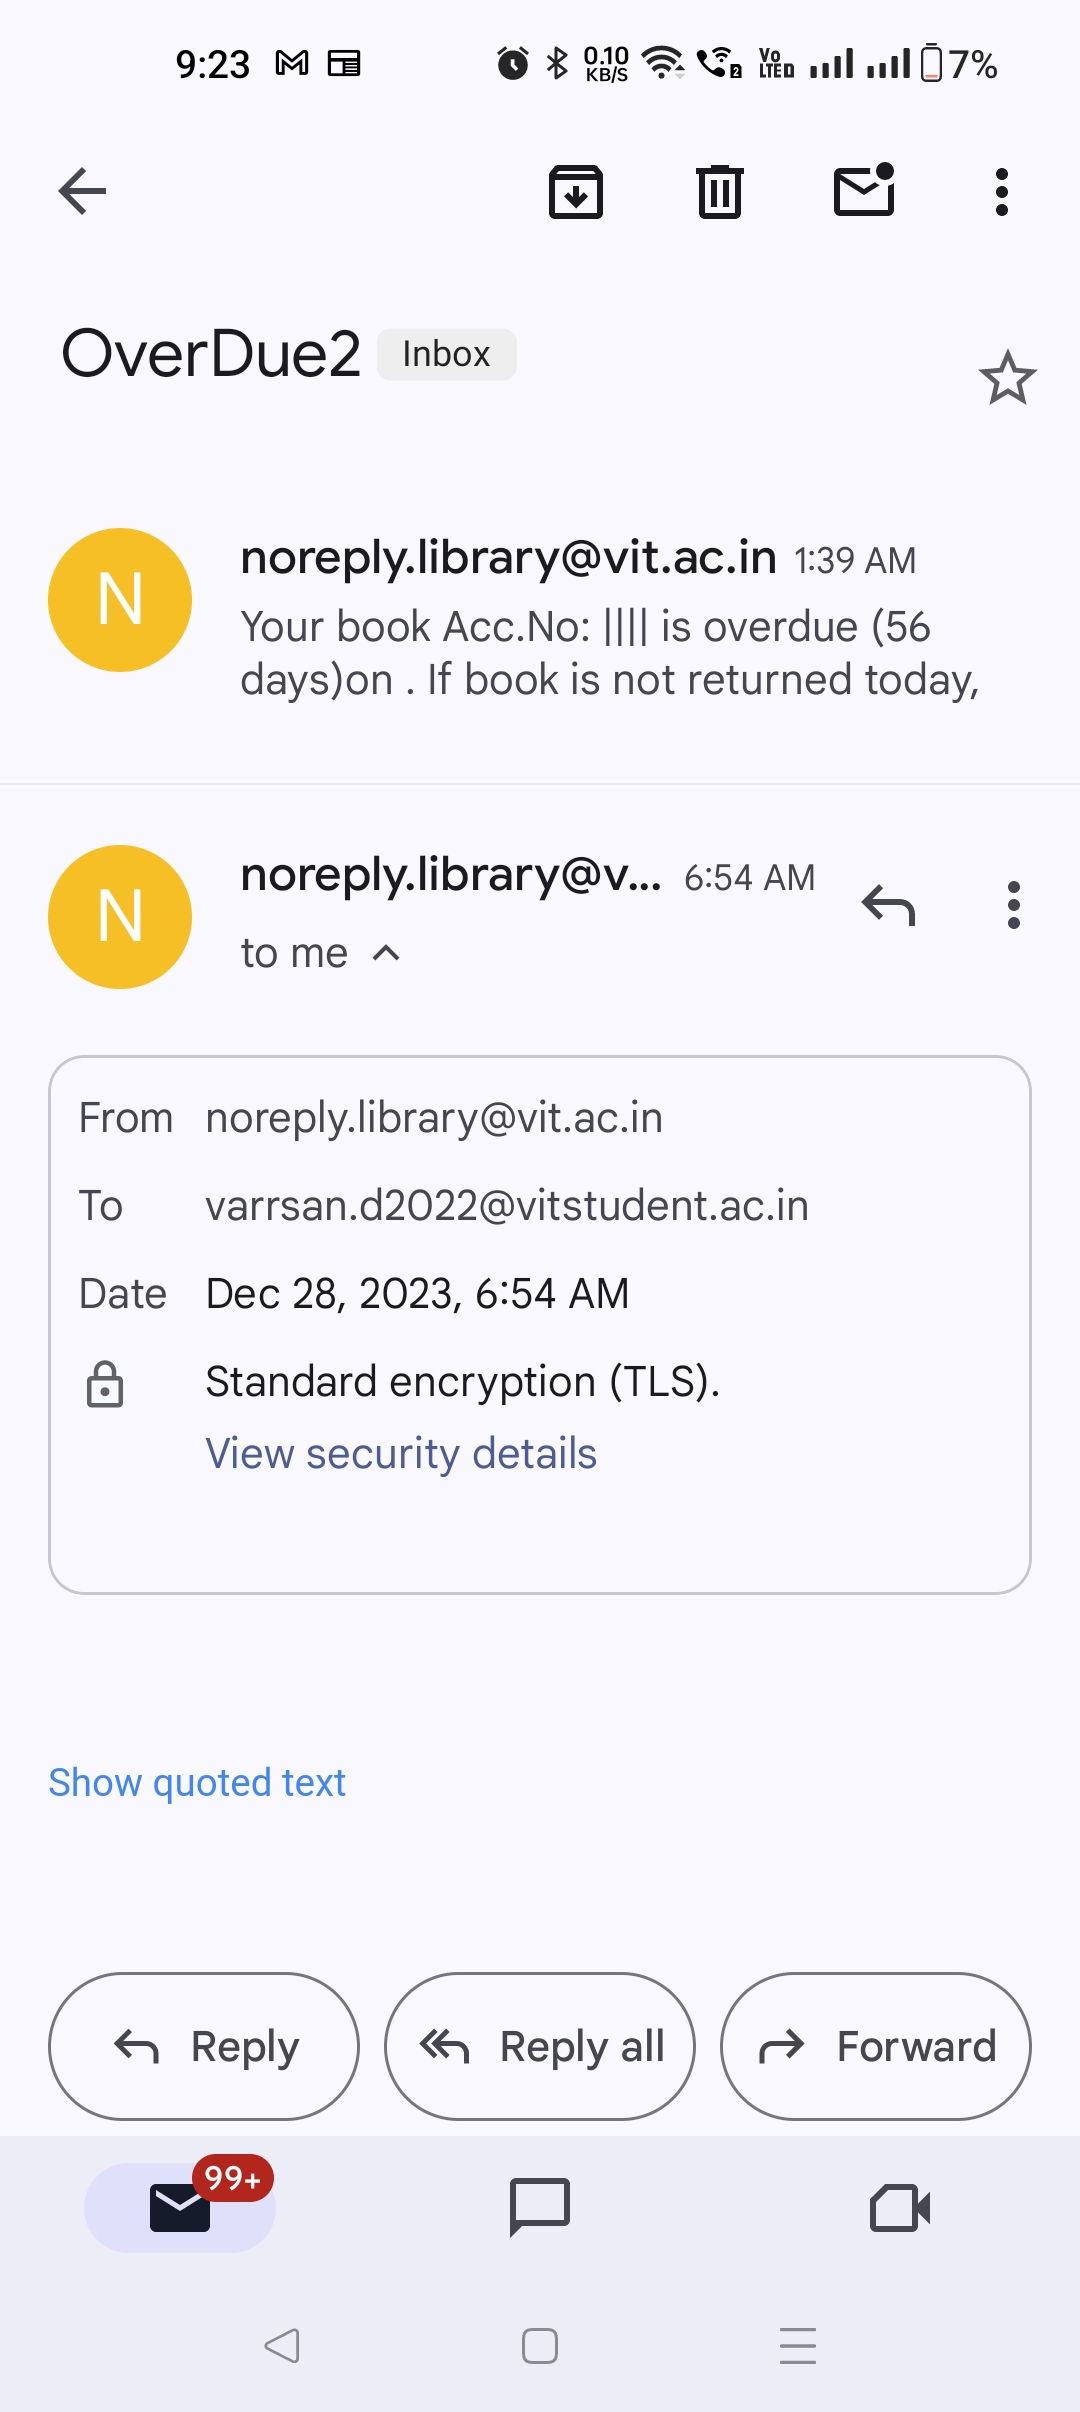 9:23
0.10
KB/S
2
Vo
LTED
7%
OverDue2 Inbox
N
noreply.library@vit.ac.in 1:39 AM
Your book Acc.No: |||| is overdue (56
days)on . If book is not returned today,
N
noreply.library@v... 6:54 AM
to me
From noreply.library@vit.ac.in
To varrsan.d2022@vitstudent.ac.in
Date Dec 28, 2023, 6:54 AM
Standard encryption (TLS).
View security details
Show quoted text
Reply
Reply all
Forward
99+